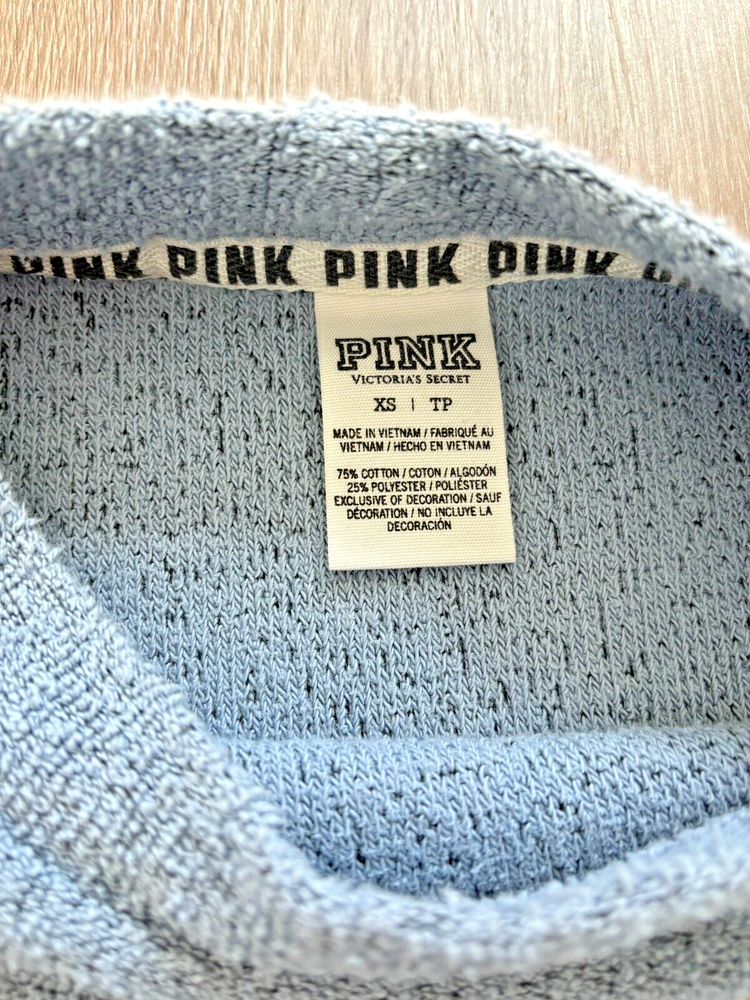 PINK PINK PINK PINK
PINK
VICTORIA'S SECRET
XS | TP
MADE IN VIETNAM / FABRIQUÉ AU
VIETNAM / HECHO EN VIETNAM
75% COTTON / COTON / ALGODÓN
25% POLYESTER / POLIÉSTER
EXCLUSIVE OF DECORATION / SAUF
DÉCORATION / NO INCLUYE LA
DECORACIÓN